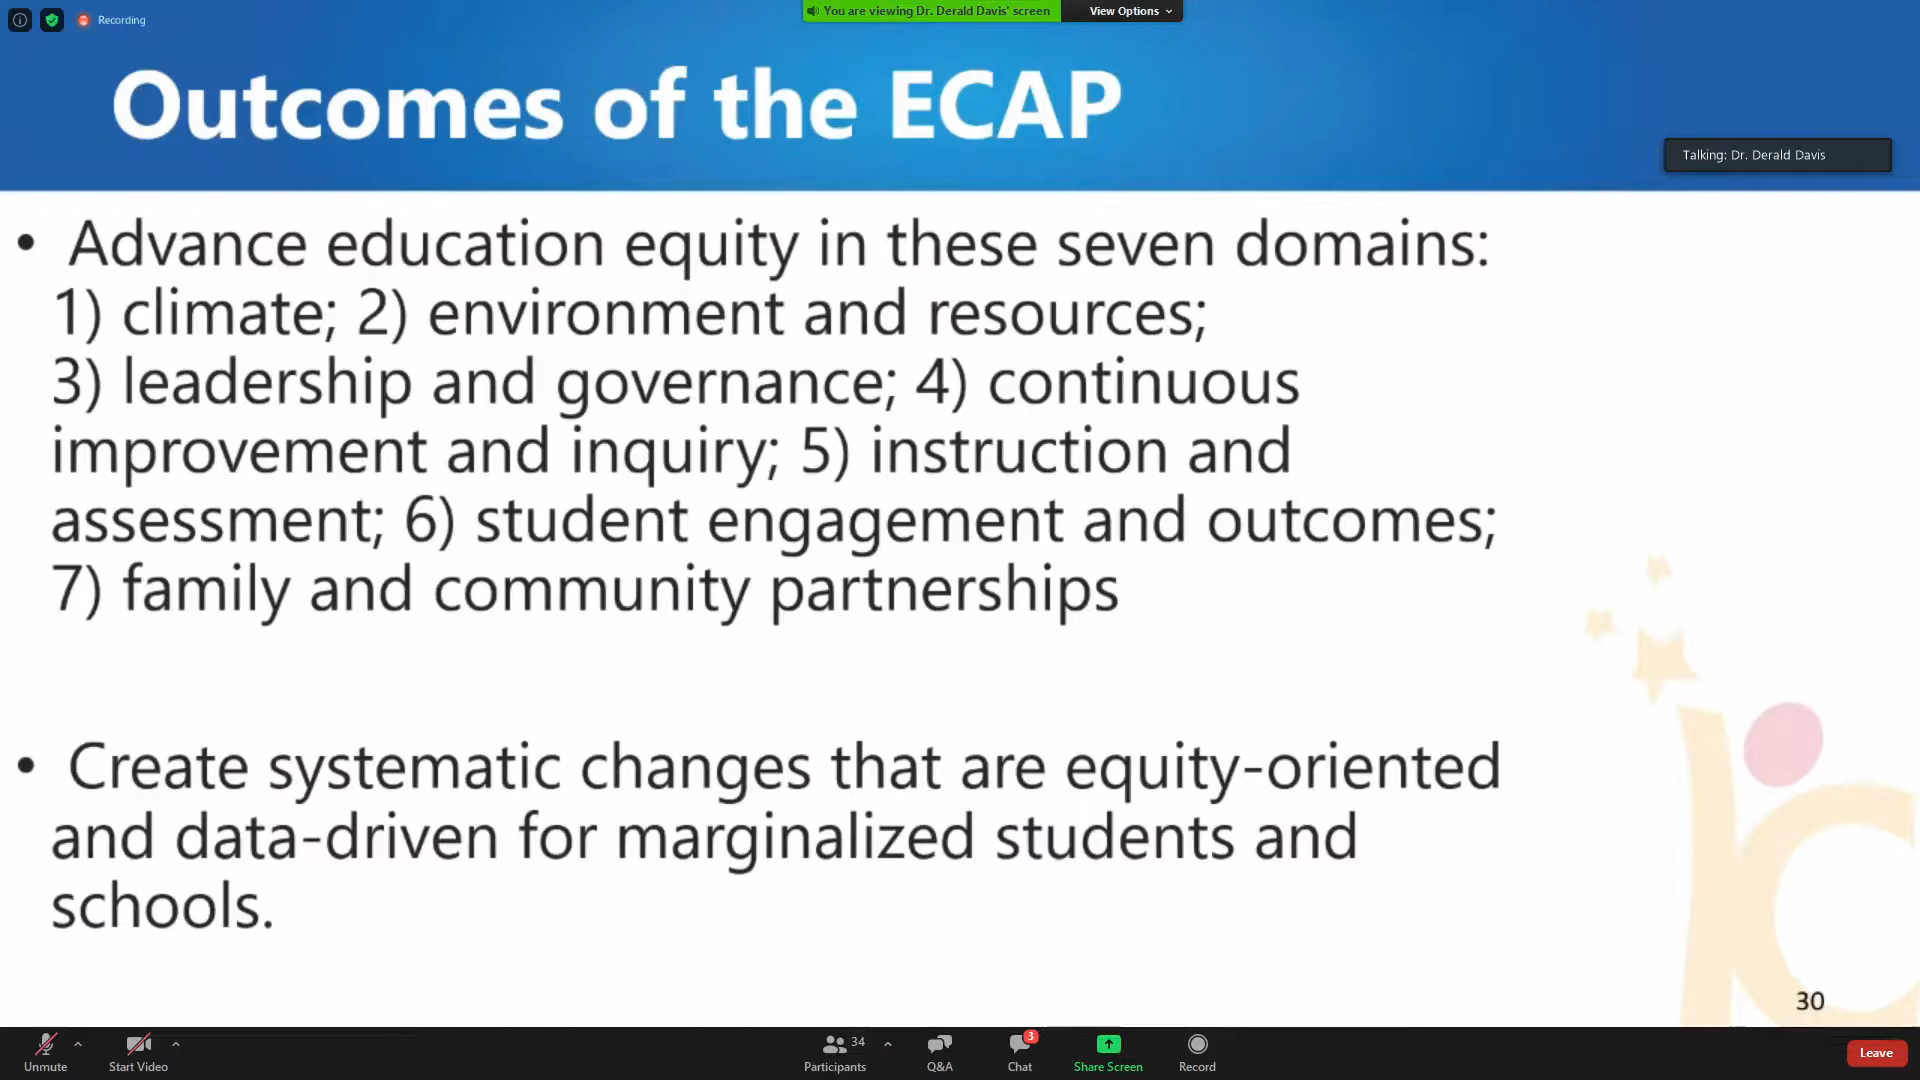 Recording
You are viewing Dr. Derald Davis' screen
View Options
Outcomes of the ECAP
Talking: Dr. Derald Davis
• Advance education equity in these seven domains:
1) climate; 2) environment and resources;
3) leadership and governance; 4) continuous
improvement and inquiry; 5) instruction and
assessment; 6) student engagement and outcomes;
7) family and community partnerships
• Create systematic changes that are equity-oriented
and data-driven for marginalized students and
schools.
30
Unmute
Start Video
34
Participants
Q&A
3
Chat
Share Screen
Record
Leave